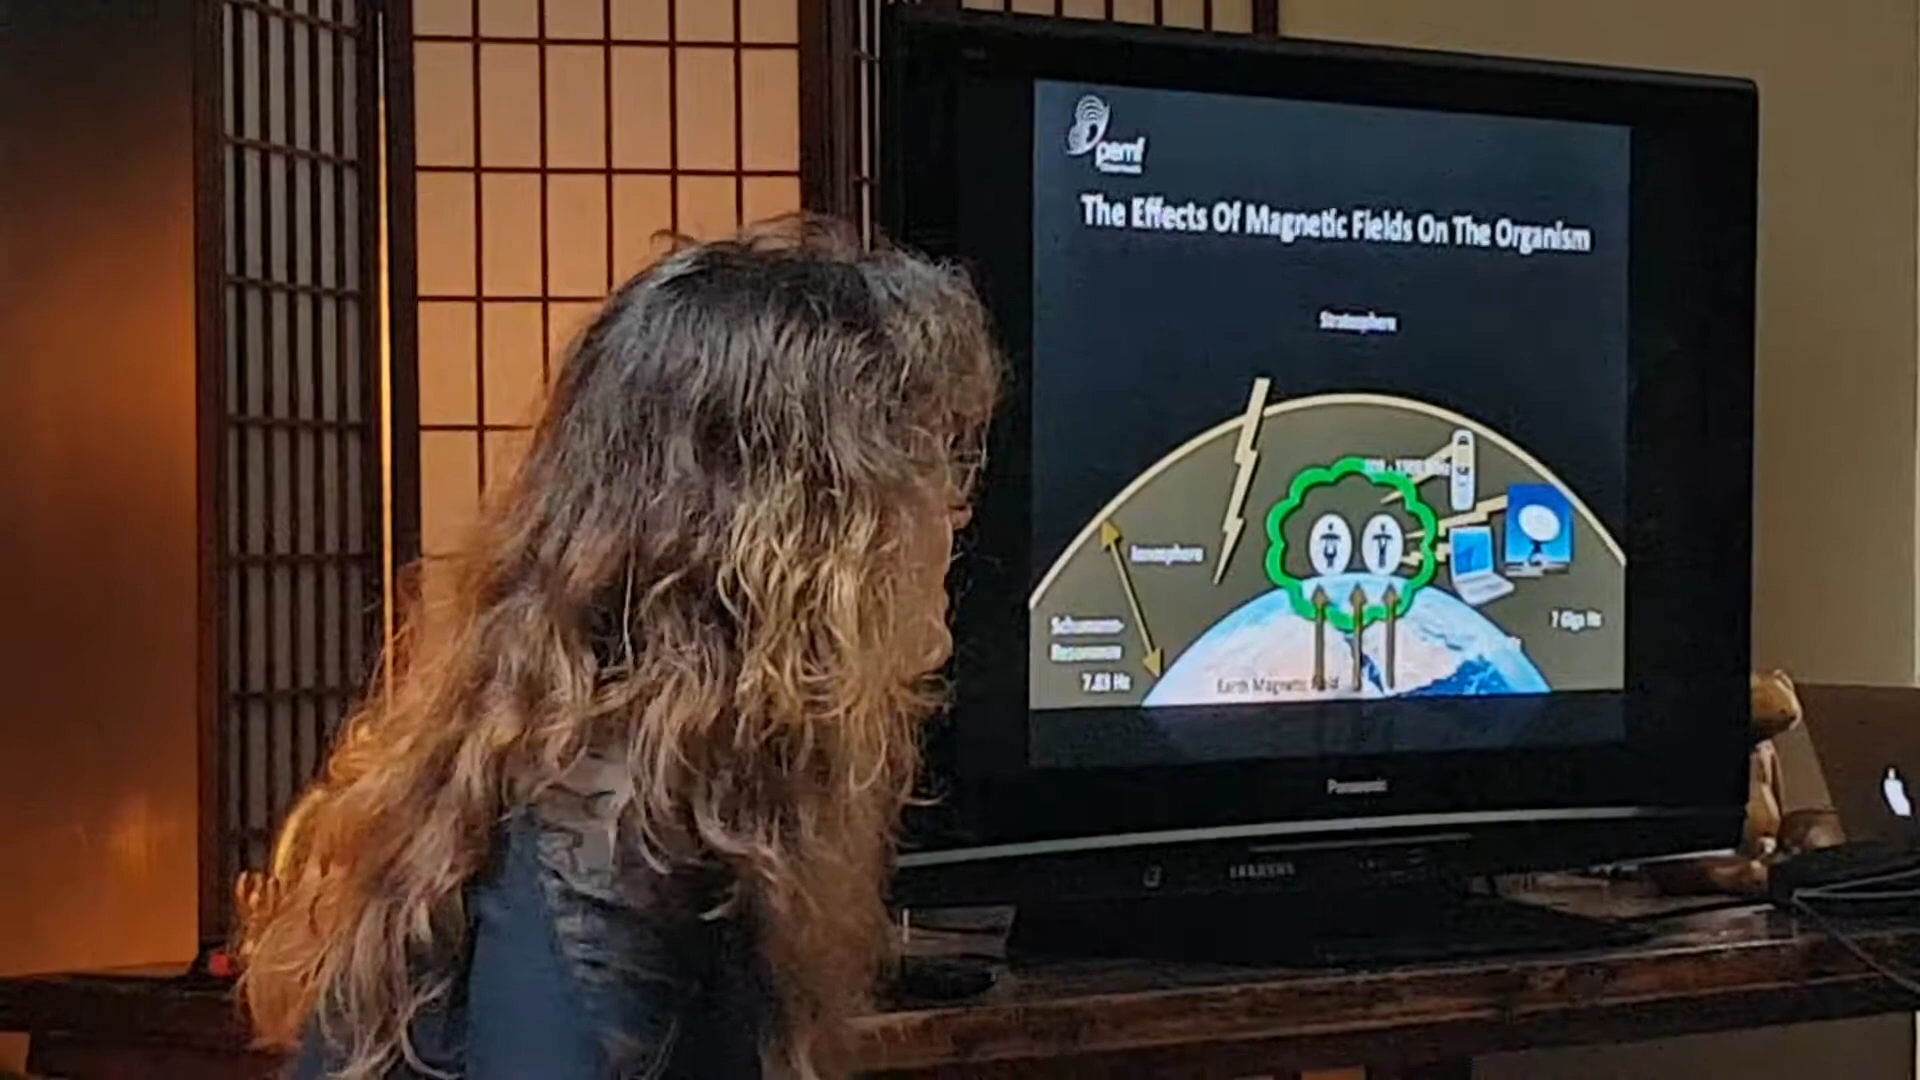 pemf
The Effects Of Magnetic Fields On The Organism
Stratosphere
Ionosphere
Schumann-
Resonance
7.83 Hz
7 Giga Hz
Earth Magnetic Field
Panasonic